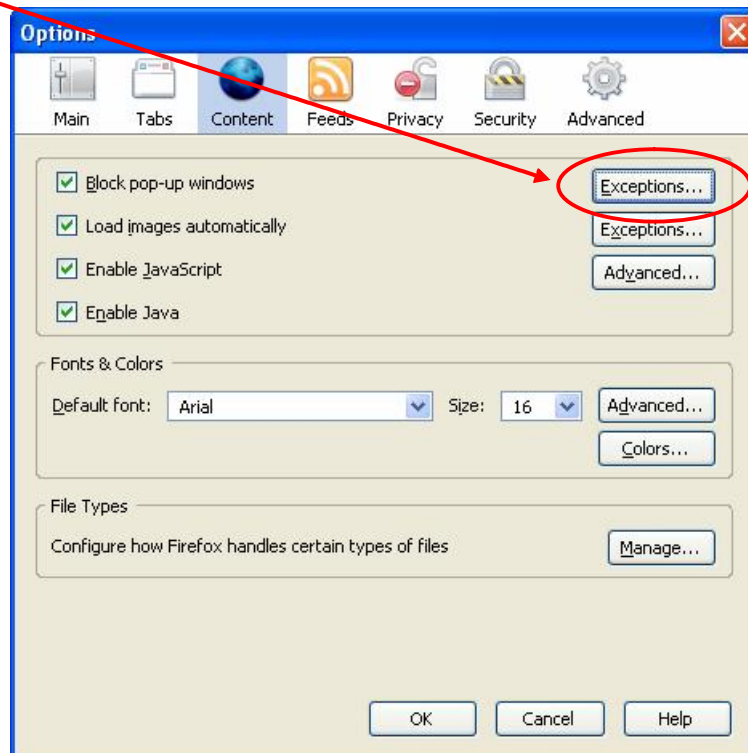 Options
Main Tabs Content Feeds Privacy Security Advanced
Block pop-up windows Exceptions...
Load images automatically Exceptions...
Enable JavaScript Advanced...
Enable Java
Fonts & Colors
Default font: Arial Size: 16 Advanced...
Colors...
File Types
Configure how Firefox handles certain types of files Manage...
OK Cancel Help